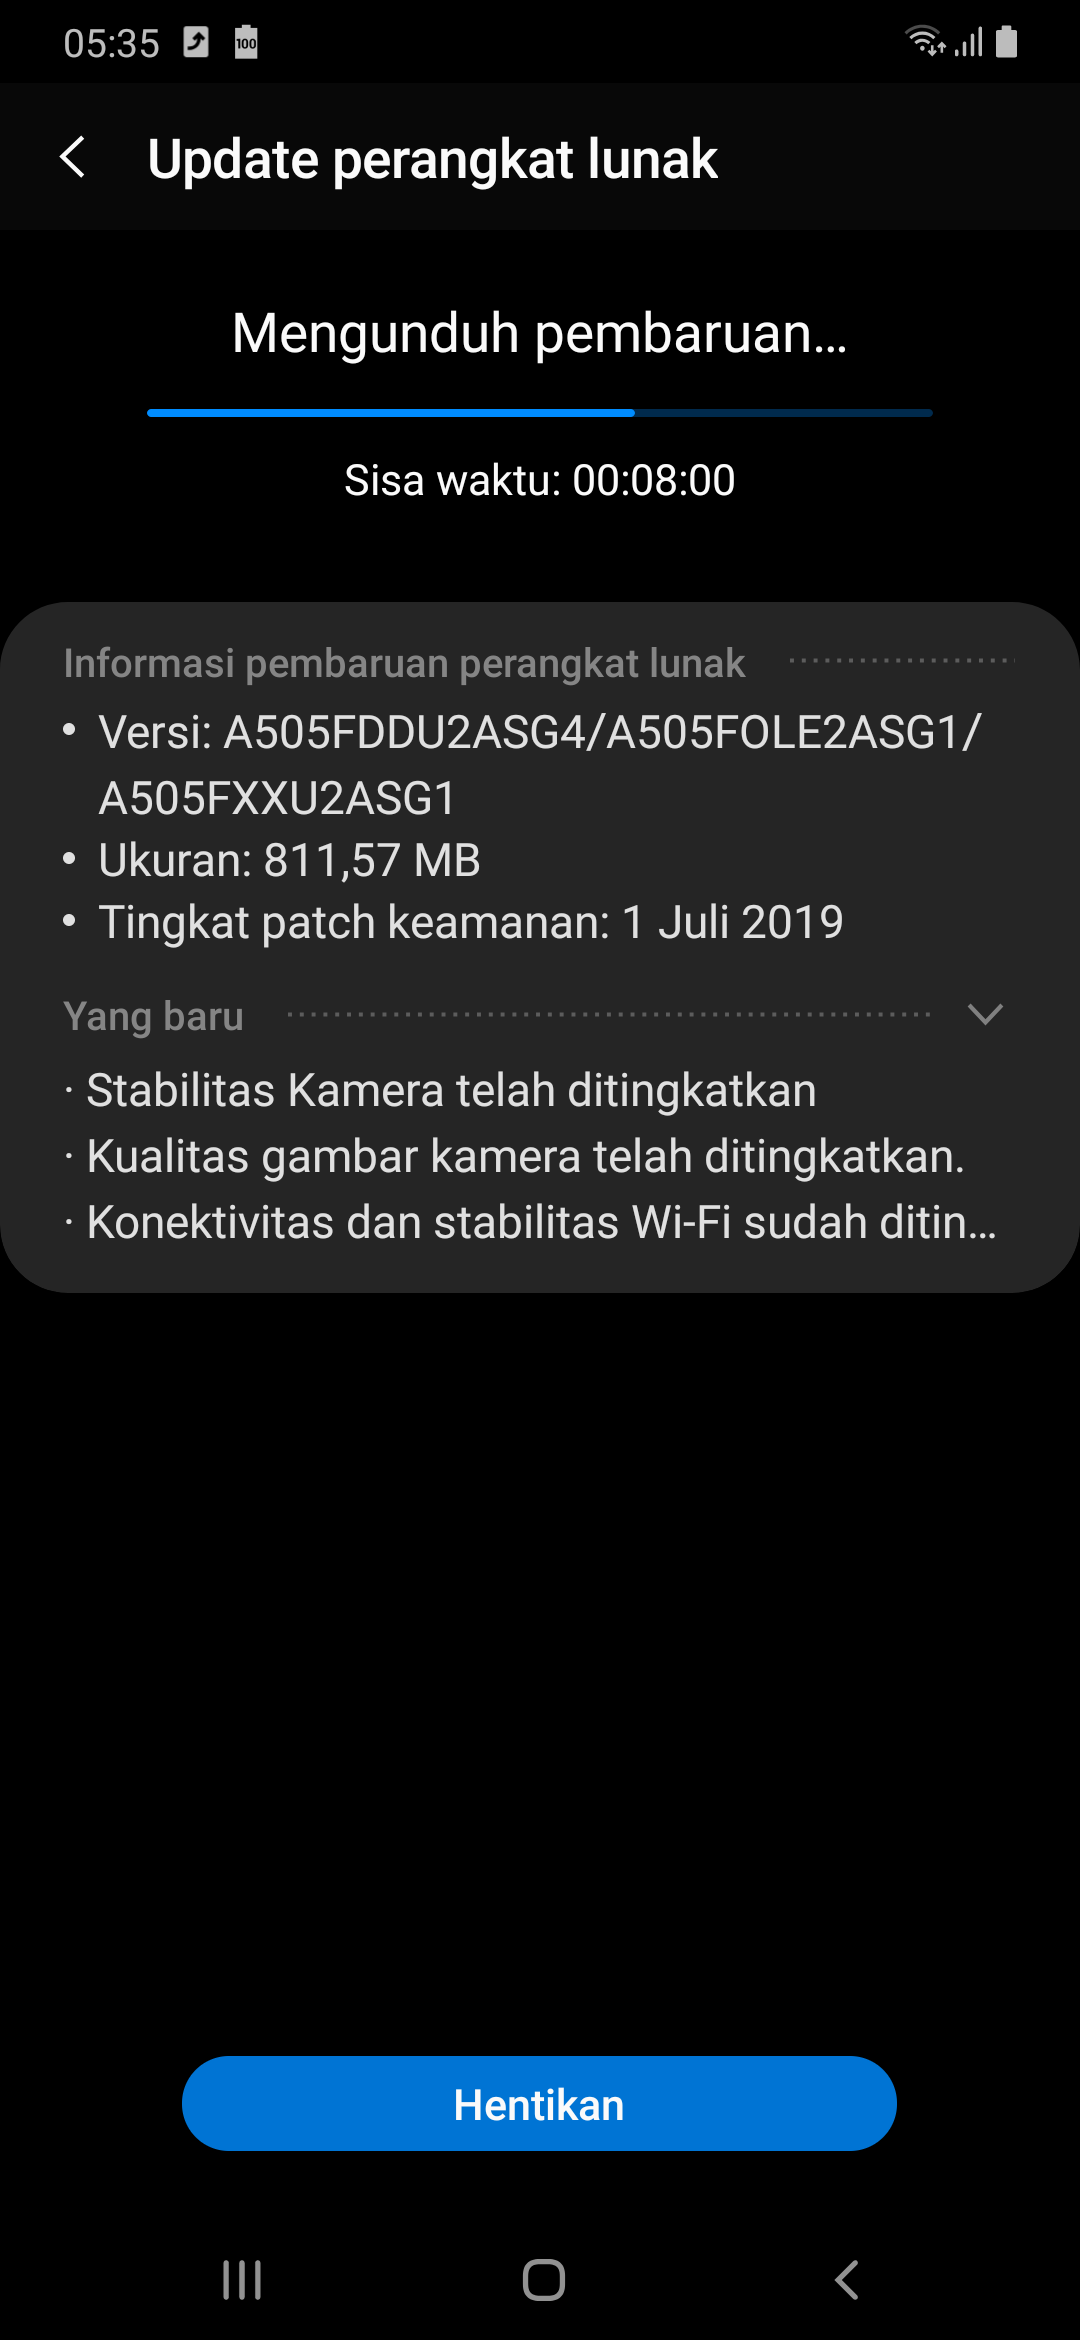 05:35 100
Update perangkat lunak
Mengunduh pembaruan...
Sisa waktu: 00:08:00
Informasi pembaruan perangkat lunak
• Versi: A505FDDU2ASG4/A505FOLE2ASG1/
A505FXXU2ASG1
• Ukuran: 811,57 MB
• Tingkat patch keamanan: 1 Juli 2019
Yang baru
· Stabilitas Kamera telah ditingkatkan
· Kualitas gambar kamera telah ditingkatkan.
· Konektivitas dan stabilitas Wi-Fi sudah ditin...
Hentikan